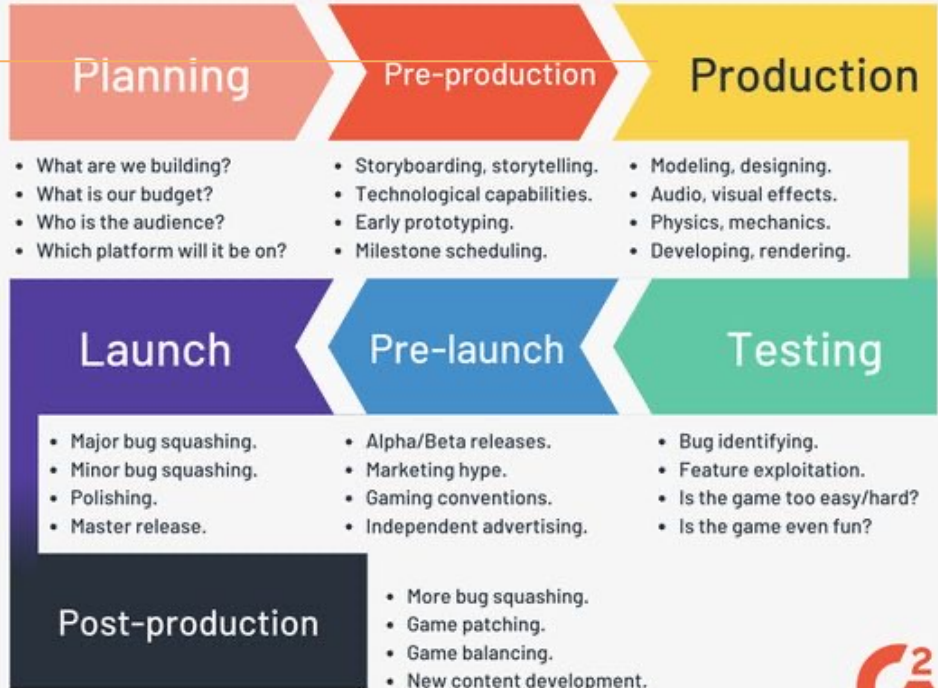 Planning
Pre-production
Production
• What are we building?
• What is our budget?
• Who is the audience?
• Which platform will it be on?
• Storyboarding, storytelling.
• Technological capabilities.
• Early prototyping.
• Milestone scheduling.
• Modeling, designing.
• Audio, visual effects.
• Physics, mechanics.
• Developing, rendering.
Launch
Pre-launch
Testing
• Major bug squashing.
• Minor bug squashing.
• Polishing.
• Master release.
• Alpha/Beta releases.
• Marketing hype.
• Gaming conventions.
• Independent advertising.
• Bug identifying.
• Feature exploitation.
• Is the game too easy/hard?
• Is the game even fun?
Post-production
• More bug squashing.
• Game patching.
• Game balancing.
• New content development.
G2